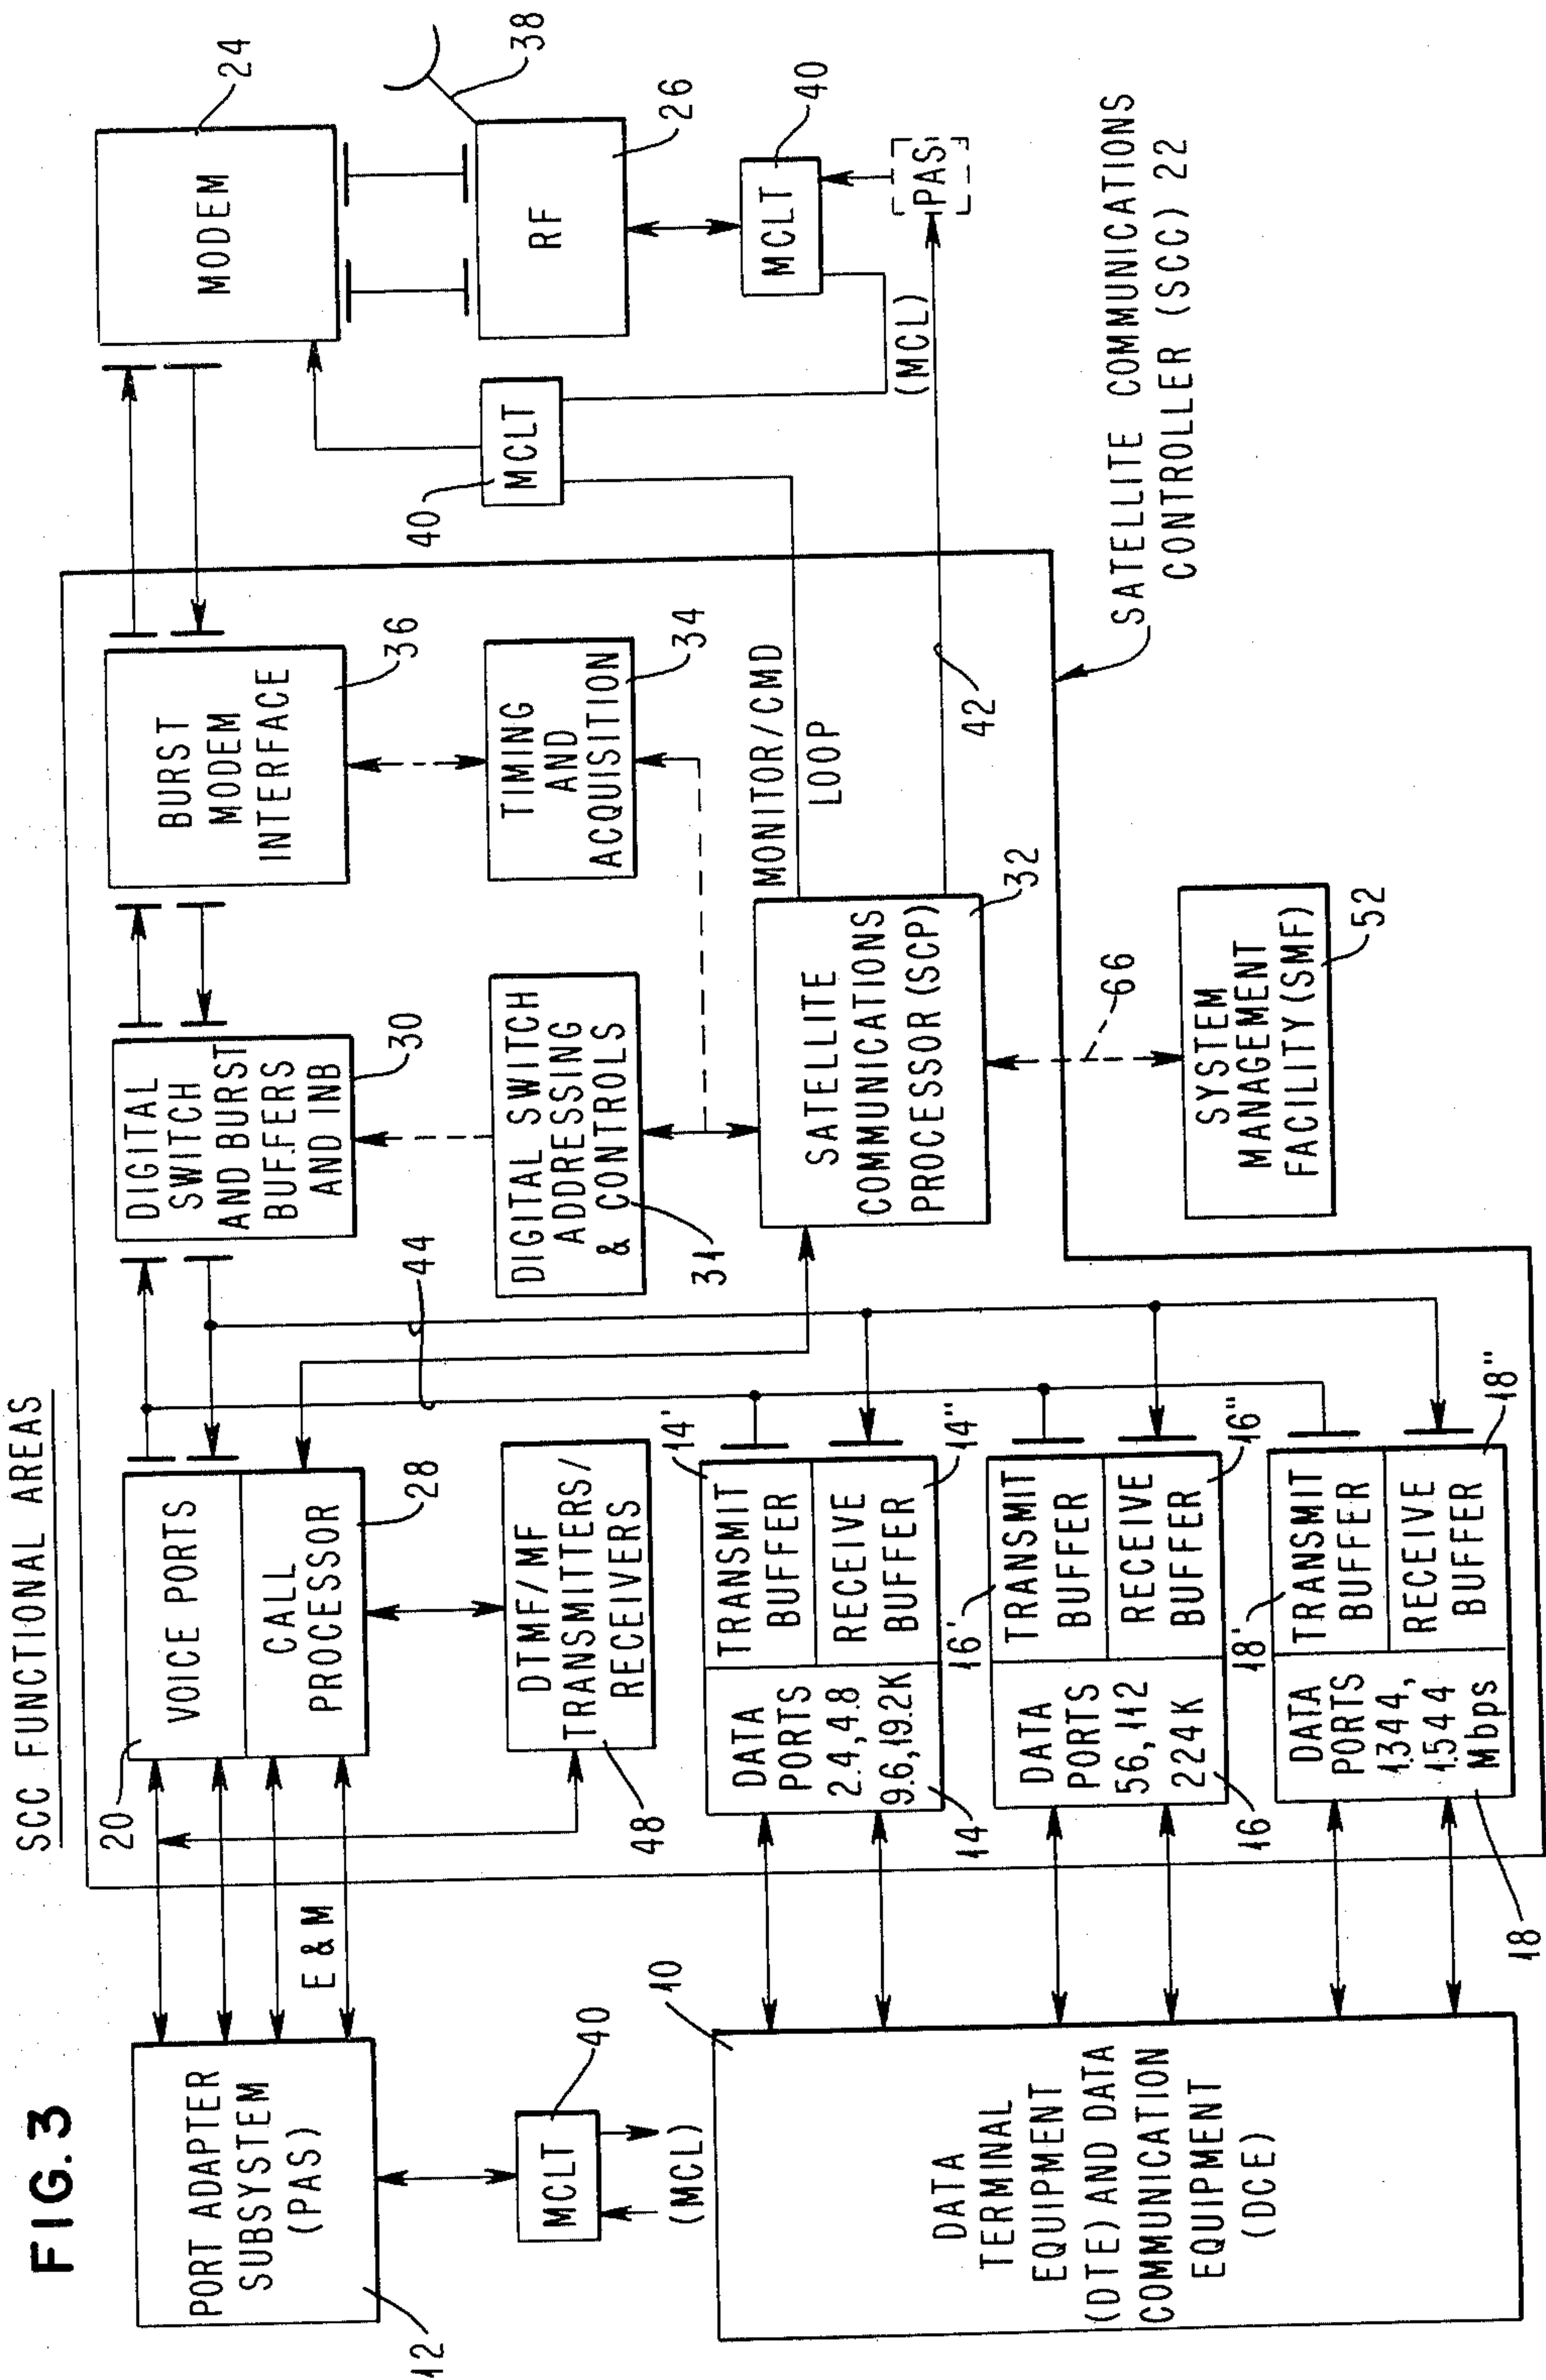 FIG. 3
SCC FUNCTIONAL AREAS
PORT ADAPTER
SUBSYSTEM
(PAS)
12
E & M
MCLT
40
(MCL)
10
DATA
TERMINAL
EQUIPMENT
(DTE) AND DATA
COMMUNICATION
EQUIPMENT
(DCE)
20
VOICE PORTS
CALL
PROCESSOR
28
DTMF/MF
TRANSMITTERS/
RECEIVERS
48
DATA
PORTS
2.4, 4.8
9.6, 19.2K
14
TRANSMIT
BUFFER
14'
RECEIVE
BUFFER
14"
DATA
PORTS
56, 112
224K
16
TRANSMIT
BUFFER
16'
RECEIVE
BUFFER
16"
DATA
PORTS
1.344,
1.544
Mbps
18
TRANSMIT
BUFFER
18'
RECEIVE
BUFFER
18"
44
DIGITAL
SWITCH
AND BURST
BUFFERS
AND INB
30
DIGITAL SWITCH
ADDRESSING
& CONTROLS
31
SATELLITE
COMMUNICATIONS
PROCESSOR (SCP)
32
66
SYSTEM
MANAGEMENT
FACILITY (SMF)
52
BURST
MODEM
INTERFACE
36
TIMING
AND
ACQUISITION
34
MONITOR/CMD
LOOP
42
SATELLITE COMMUNICATIONS
CONTROLLER (SCC) 22
MODEM
24
MCLT
40
RF
26
38
MCLT
40
(MCL)
PAS